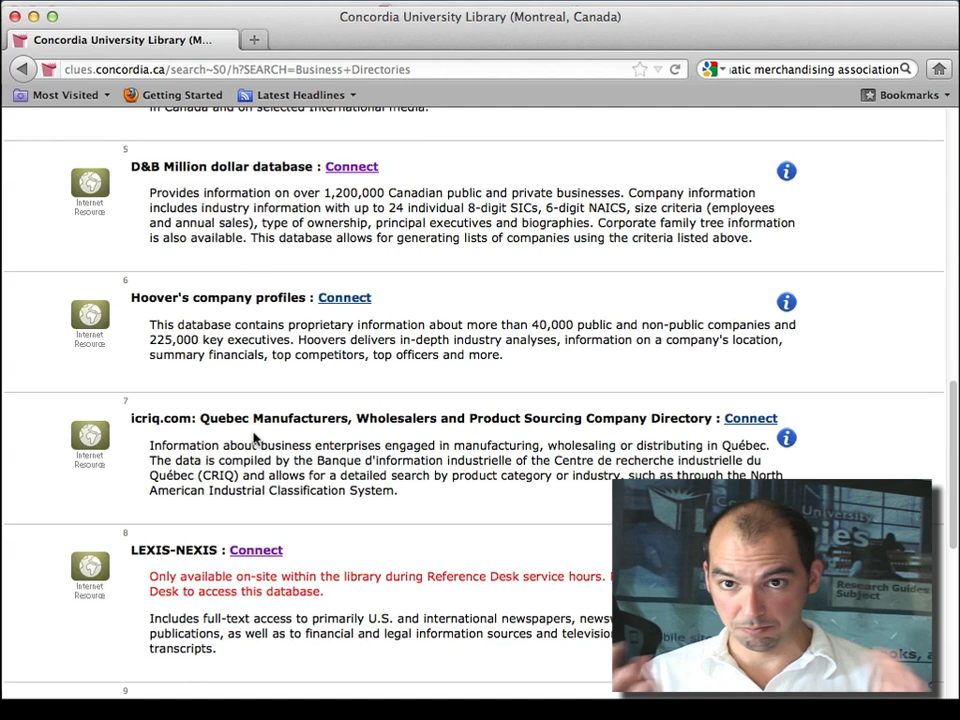 Concordia University Library (Montreal, Canada)
Concordia University Library (M...
clues.concordia.ca/search~S0/h?SEARCH=Business+Directories
atic merchandising association
Most Visited
Getting Started
Latest Headlines
Bookmarks
in Canada and on selected International media.
5
D&B Million dollar database : Connect
Internet
Resource
Provides information on over 1,200,000 Canadian public and private businesses. Company information
includes industry information with up to 24 individual 8-digit SICs, 6-digit NAICS, size criteria (employees
and annual sales), type of ownership, principal executives and biographies. Corporate family tree information
is also available. This database allows for generating lists of companies using the criteria listed above.
6
Hoover's company profiles : Connect
Internet
Resource
This database contains proprietary information about more than 40,000 public and non-public companies and
225,000 key executives. Hoovers delivers in-depth industry analyses, information on a company's location,
summary financials, top competitors, top officers and more.
7
icriq.com: Quebec Manufacturers, Wholesalers and Product Sourcing Company Directory : Connect
Internet
Resource
Information about business enterprises engaged in manufacturing, wholesaling or distributing in Québec.
The data is compiled by the Banque d'information industrielle of the Centre de recherche industrielle du
Québec (CRIQ) and allows for a detailed search by product category or industry, such as through the North
American Industrial Classification System.
8
LEXIS-NEXIS : Connect
Internet
Resource
Only available on-site within the library during Reference Desk service hours.
Desk to access this database.
Includes full-text access to primarily U.S. and international newspapers, news
publications, as well as to financial and legal information sources and televisio
transcripts.
9
University
ries
Research Guides
Subject